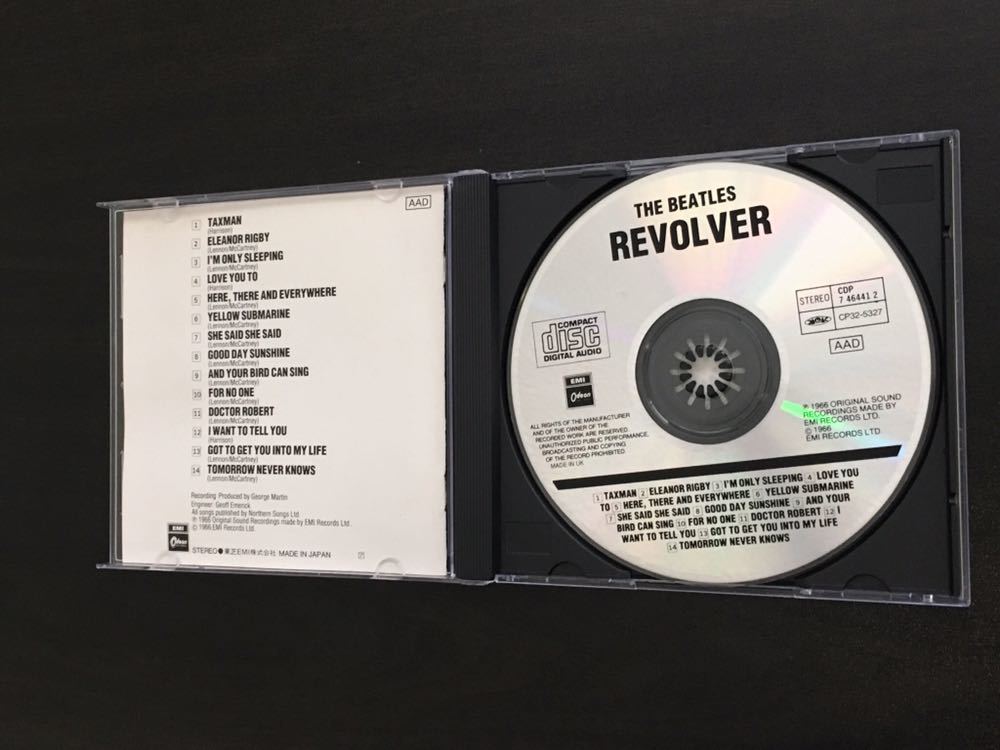 AAD
1 TAXMAN
(Harrison)
2 ELEANOR RIGBY
(Lennon/McCartney)
3 I'M ONLY SLEEPING
(Lennon/McCartney)
4 LOVE YOU TO
(Harrison)
5 HERE, THERE AND EVERYWHERE
(Lennon/McCartney)
6 YELLOW SUBMARINE
(Lennon/McCartney)
7 SHE SAID SHE SAID
(Lennon/McCartney)
8 GOOD DAY SUNSHINE
(Lennon/McCartney)
9 AND YOUR BIRD CAN SING
(Lennon/McCartney)
10 FOR NO ONE
(Lennon/McCartney)
11 DOCTOR ROBERT
(Lennon/McCartney)
12 I WANT TO TELL YOU
(Harrison)
13 GOT TO GET YOU INTO MY LIFE
(Lennon/McCartney)
14 TOMORROW NEVER KNOWS
(Lennon/McCartney)
Recording Produced by George Martin
Engineer: Geoff Emerick
All songs published by Northern Songs Ltd.
℗ 1966 Original Sound Recordings made by EMI Records Ltd.
© 1966 EMI Records Ltd.
EMI
Odeon
STEREO ● 東芝EMI株式会社 MADE IN JAPAN
THE BEATLES
REVOLVER
COMPACT
disc
DIGITAL AUDIO
EMI
Odeon
STEREO
CDP
7 46441 2
CP32-5327
AAD
ALL RIGHTS OF THE MANUFACTURER
AND OF THE OWNER OF THE
RECORDED WORK ARE RESERVED.
UNAUTHORIZED PUBLIC PERFORMANCE,
BROADCASTING AND COPYING
OF THE RECORD PROHIBITED.
MADE IN UK
℗ 1966 ORIGINAL SOUND
RECORDINGS MADE BY
EMI RECORDS LTD.
© 1966
EMI RECORDS LTD.
1 TAXMAN 2 ELEANOR RIGBY 3 I'M ONLY SLEEPING 4 LOVE YOU
TO 5 HERE, THERE AND EVERYWHERE 6 YELLOW SUBMARINE
7 SHE SAID SHE SAID 8 GOOD DAY SUNSHINE 9 AND YOUR
BIRD CAN SING 10 FOR NO ONE 11 DOCTOR ROBERT 12 I
WANT TO TELL YOU 13 GOT TO GET YOU INTO MY LIFE
14 TOMORROW NEVER KNOWS